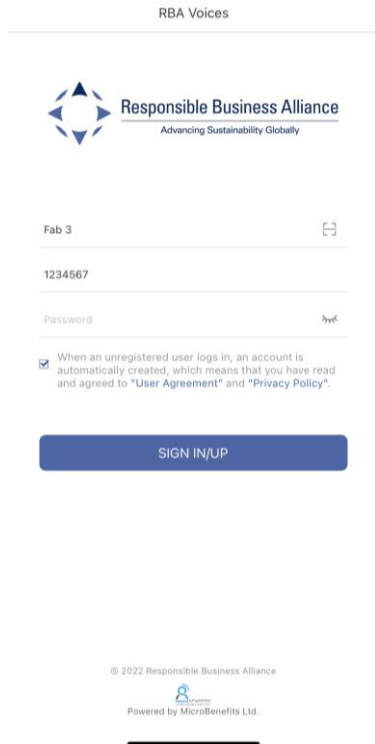 RBA Voices
Responsible Business Alliance
Advancing Sustainability Globally
Fab 3
1234567
Password
When an unregistered user logs in, an account is
automatically created, which means that you have read
and agreed to "User Agreement" and "Privacy Policy".
SIGN IN/UP
© 2022 Responsible Business Alliance
Powered by MicroBenefits Ltd.